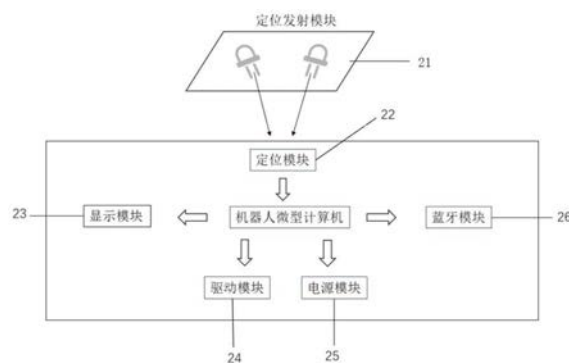 定位发射模块
21
22
定位模块
23
显示模块
机器人微型计算机
蓝牙模块
26
驱动模块
电源模块
24
25